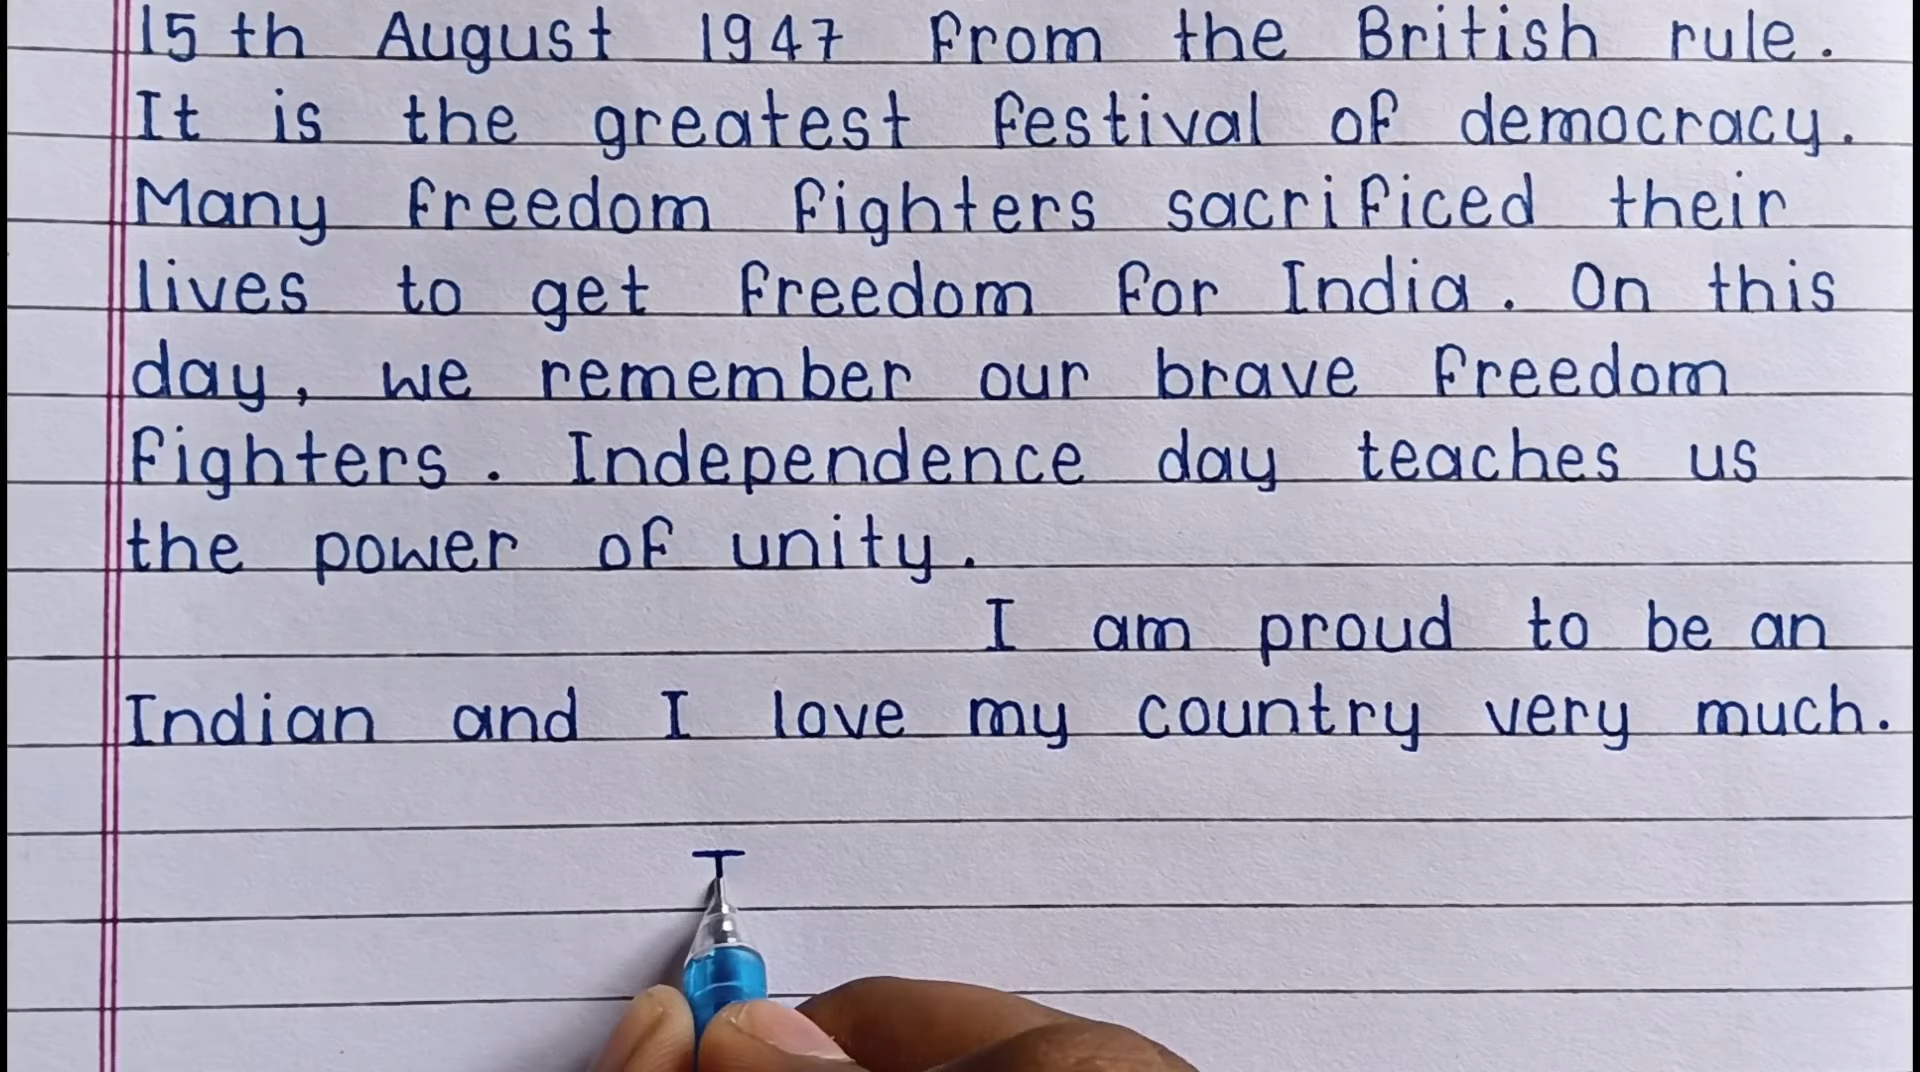 15 th August 1947 from the British rule.
It is the greatest festival of democracy.
Many freedom fighters sacrificed their
lives to get freedom for India. On this
day, we remember our brave freedom
fighters. Independence day teaches us
the power of unity.
I am proud to be an
Indian and I love my country very much.
T